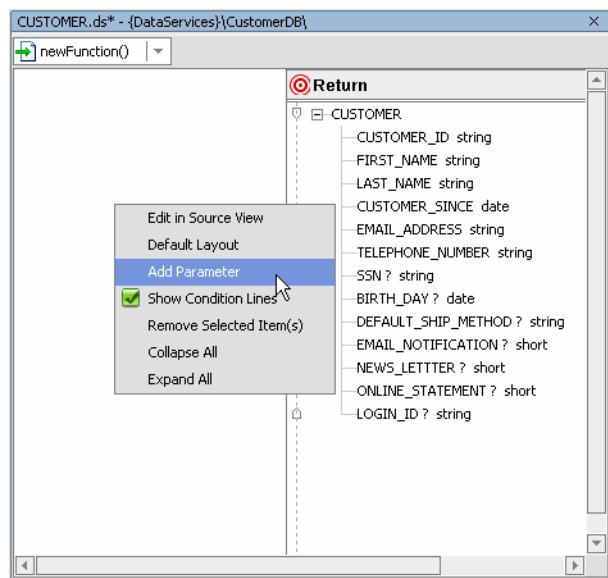 CUSTOMER.ds* - {DataServices}\CustomerDB\
newFunction()
Return
CUSTOMER
CUSTOMER_ID string
FIRST_NAME string
LAST_NAME string
CUSTOMER_SINCE date
EMAIL_ADDRESS string
TELEPHONE_NUMBER string
SSN ? string
BIRTH_DAY ? date
DEFAULT_SHIP_METHOD ? string
EMAIL_NOTIFICATION ? short
NEWS_LETTTER ? short
ONLINE_STATEMENT ? short
LOGIN_ID ? string
Edit in Source View
Default Layout
Add Parameter
Show Condition Lines
Remove Selected Item(s)
Collapse All
Expand All